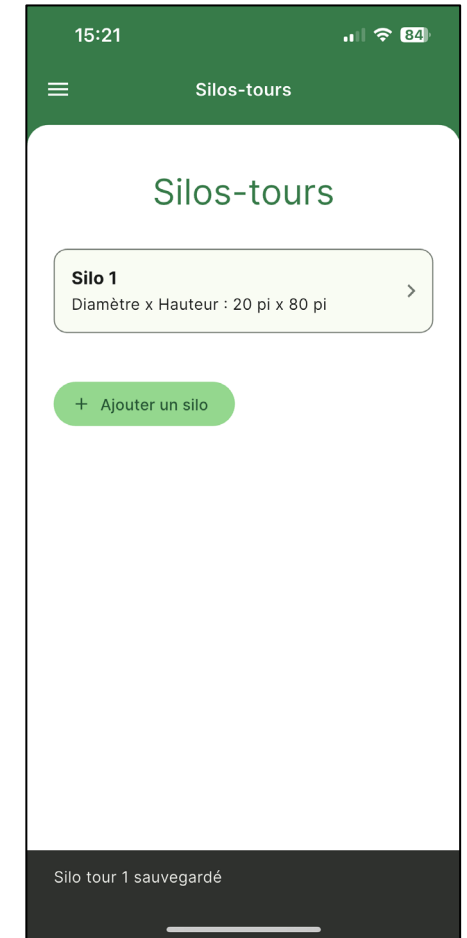 15:21
84
Silos-tours
Silos-tours
Silo 1
Diamètre x Hauteur : 20 pi x 80 pi
+ Ajouter un silo
Silo tour 1 sauvegardé